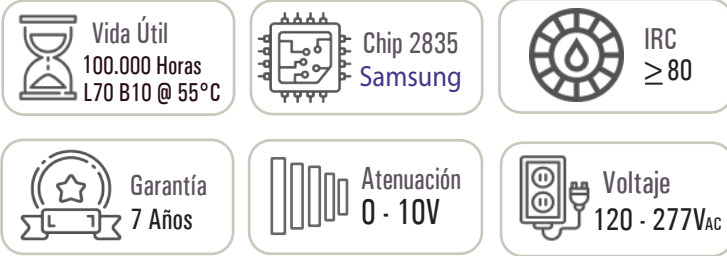 Vida Útil
100.000 Horas
L70 B10 @ 55°C
Chip 2835
Samsung
IRC
≥80
Garantía
7 Años
Atenuación
0 - 10V
Voltaje
120 - 277VAC